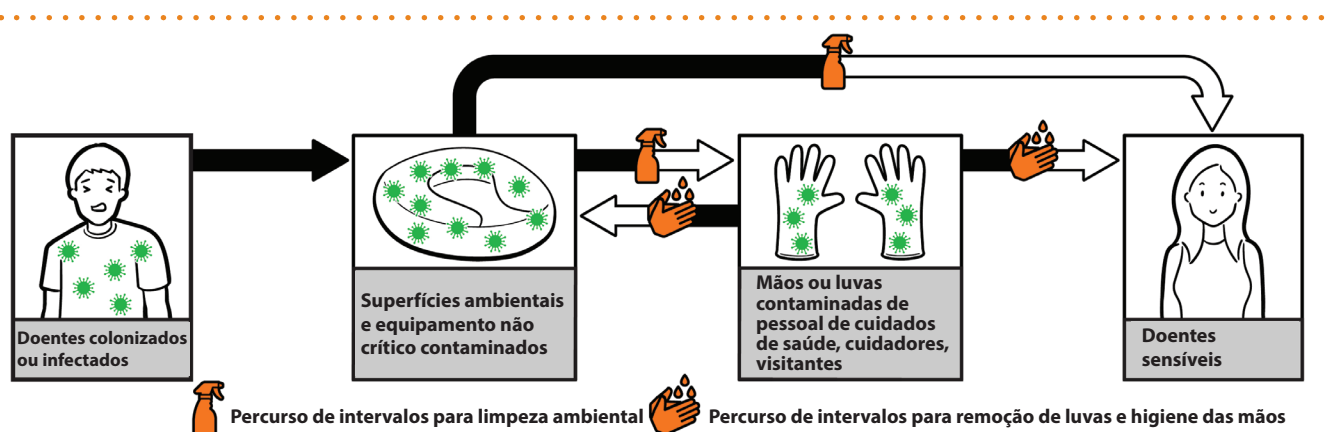 Doentes colonizados
ou infectados
Superfícies ambientais
e equipamento não
crítico contaminados
Mãos ou luvas
contaminadas de
pessoal de cuidados
de saúde, cuidadores,
visitantes
Doentes
sensíveis
Percurso de intervalos para limpeza ambiental
Percurso de intervalos para remoção de luvas e higiene das mãos